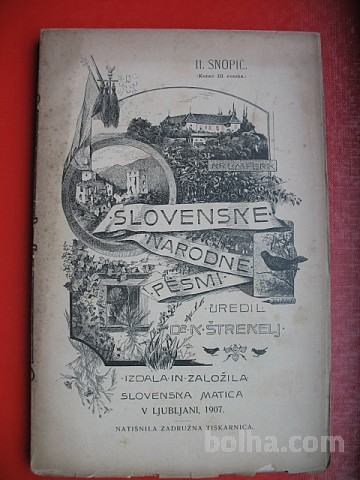 II. SNOPIČ.
(Konec III. zvezka.)
KRUMPERK
SLOVENSKE
NARODNE
PESMI
UREDIL
DR. K. ŠTREKELJ
IZDALA IN ZALOŽILA
SLOVENSKA MATICA
V LJUBLJANI, 1907.
NATISNILA ZADRUŽNA TISKARNICA.
bolha.com